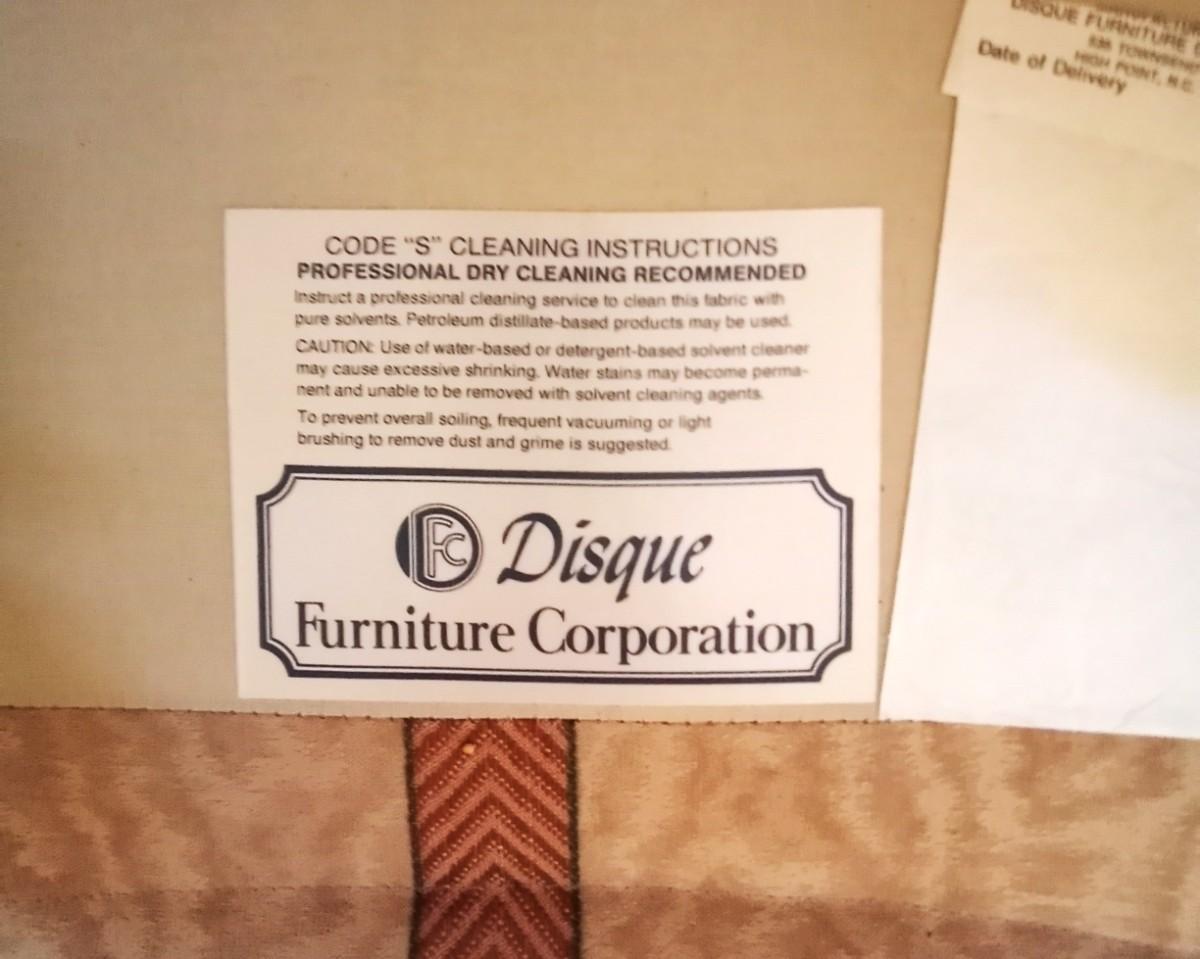 DISQUE FURNITURE
TOWNSEND
HIGH POINT, N.C.
Date of Delivery
CODE “S” CLEANING INSTRUCTIONS
PROFESSIONAL DRY CLEANING RECOMMENDED
Instruct a professional cleaning service to clean this fabric with
pure solvents. Petroleum distillate-based products may be used.
CAUTION: Use of water-based or detergent-based solvent cleaner
may cause excessive shrinking. Water stains may become perma-
nent and unable to be removed with solvent cleaning agents.
To prevent overall soiling, frequent vacuuming or light
brushing to remove dust and grime is suggested.
DFC Disque
Furniture Corporation